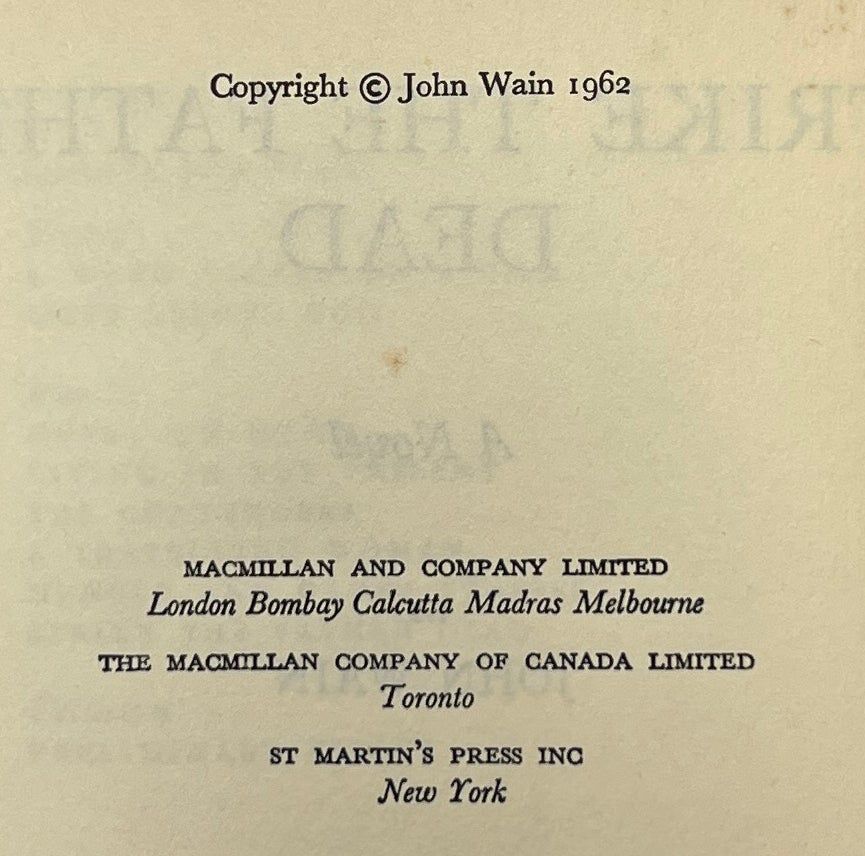 Copyright © John Wain 1962
MACMILLAN AND COMPANY LIMITED
London Bombay Calcutta Madras Melbourne
THE MACMILLAN COMPANY OF CANADA LIMITED
Toronto
ST MARTIN'S PRESS INC
New York